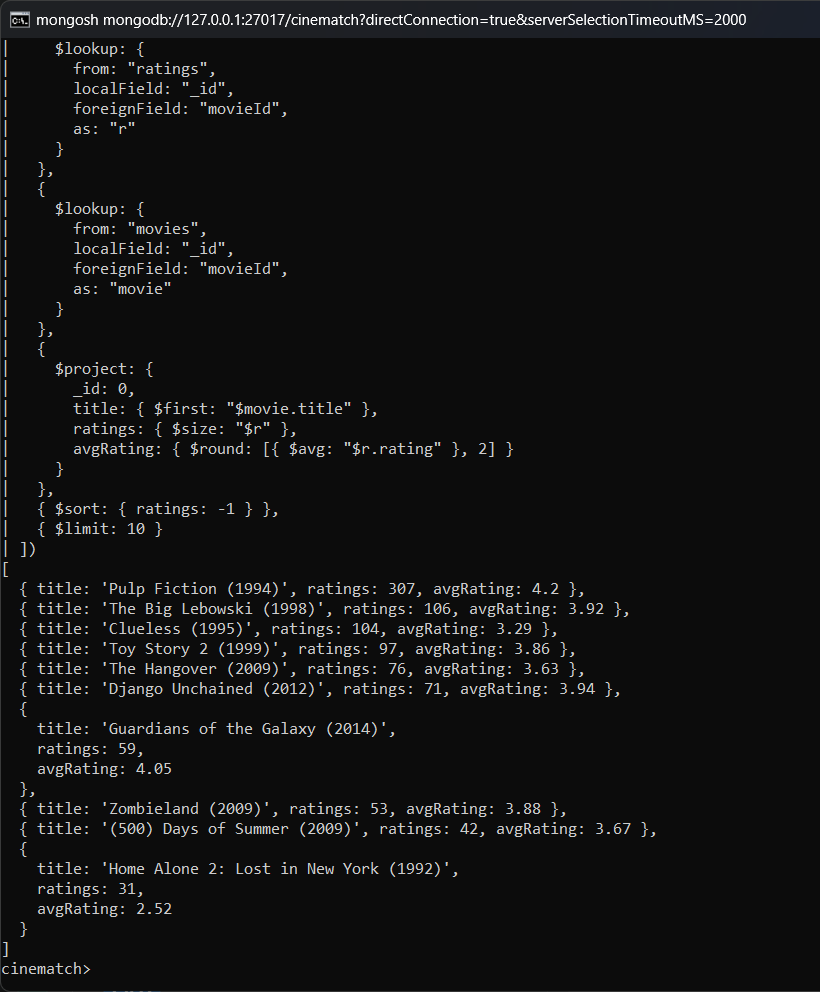 mongosh mongodb://127.0.0.1:27017/cinematch?directConnection=true&serverSelectionTimeoutMS=2000
|     $lookup: {
|       from: "ratings",
|       localField: "_id",
|       foreignField: "movieId",
|       as: "r"
|     }
|   },
|   {
|     $lookup: {
|       from: "movies",
|       localField: "_id",
|       foreignField: "movieId",
|       as: "movie"
|     }
|   },
|   {
|     $project: {
|       _id: 0,
|       title: { $first: "$movie.title" },
|       ratings: { $size: "$r" },
|       avgRating: { $round: [{ $avg: "$r.rating" }, 2] }
|     }
|   },
|   { $sort: { ratings: -1 } },
|   { $limit: 10 }
| ])
[
  { title: 'Pulp Fiction (1994)', ratings: 307, avgRating: 4.2 },
  { title: 'The Big Lebowski (1998)', ratings: 106, avgRating: 3.92 },
  { title: 'Clueless (1995)', ratings: 104, avgRating: 3.29 },
  { title: 'Toy Story 2 (1999)', ratings: 97, avgRating: 3.86 },
  { title: 'The Hangover (2009)', ratings: 76, avgRating: 3.63 },
  { title: 'Django Unchained (2012)', ratings: 71, avgRating: 3.94 },
  {
    title: 'Guardians of the Galaxy (2014)',
    ratings: 59,
    avgRating: 4.05
  },
  { title: 'Zombieland (2009)', ratings: 53, avgRating: 3.88 },
  { title: '(500) Days of Summer (2009)', ratings: 42, avgRating: 3.67 },
  {
    title: 'Home Alone 2: Lost in New York (1992)',
    ratings: 31,
    avgRating: 2.52
  }
]
cinematch>